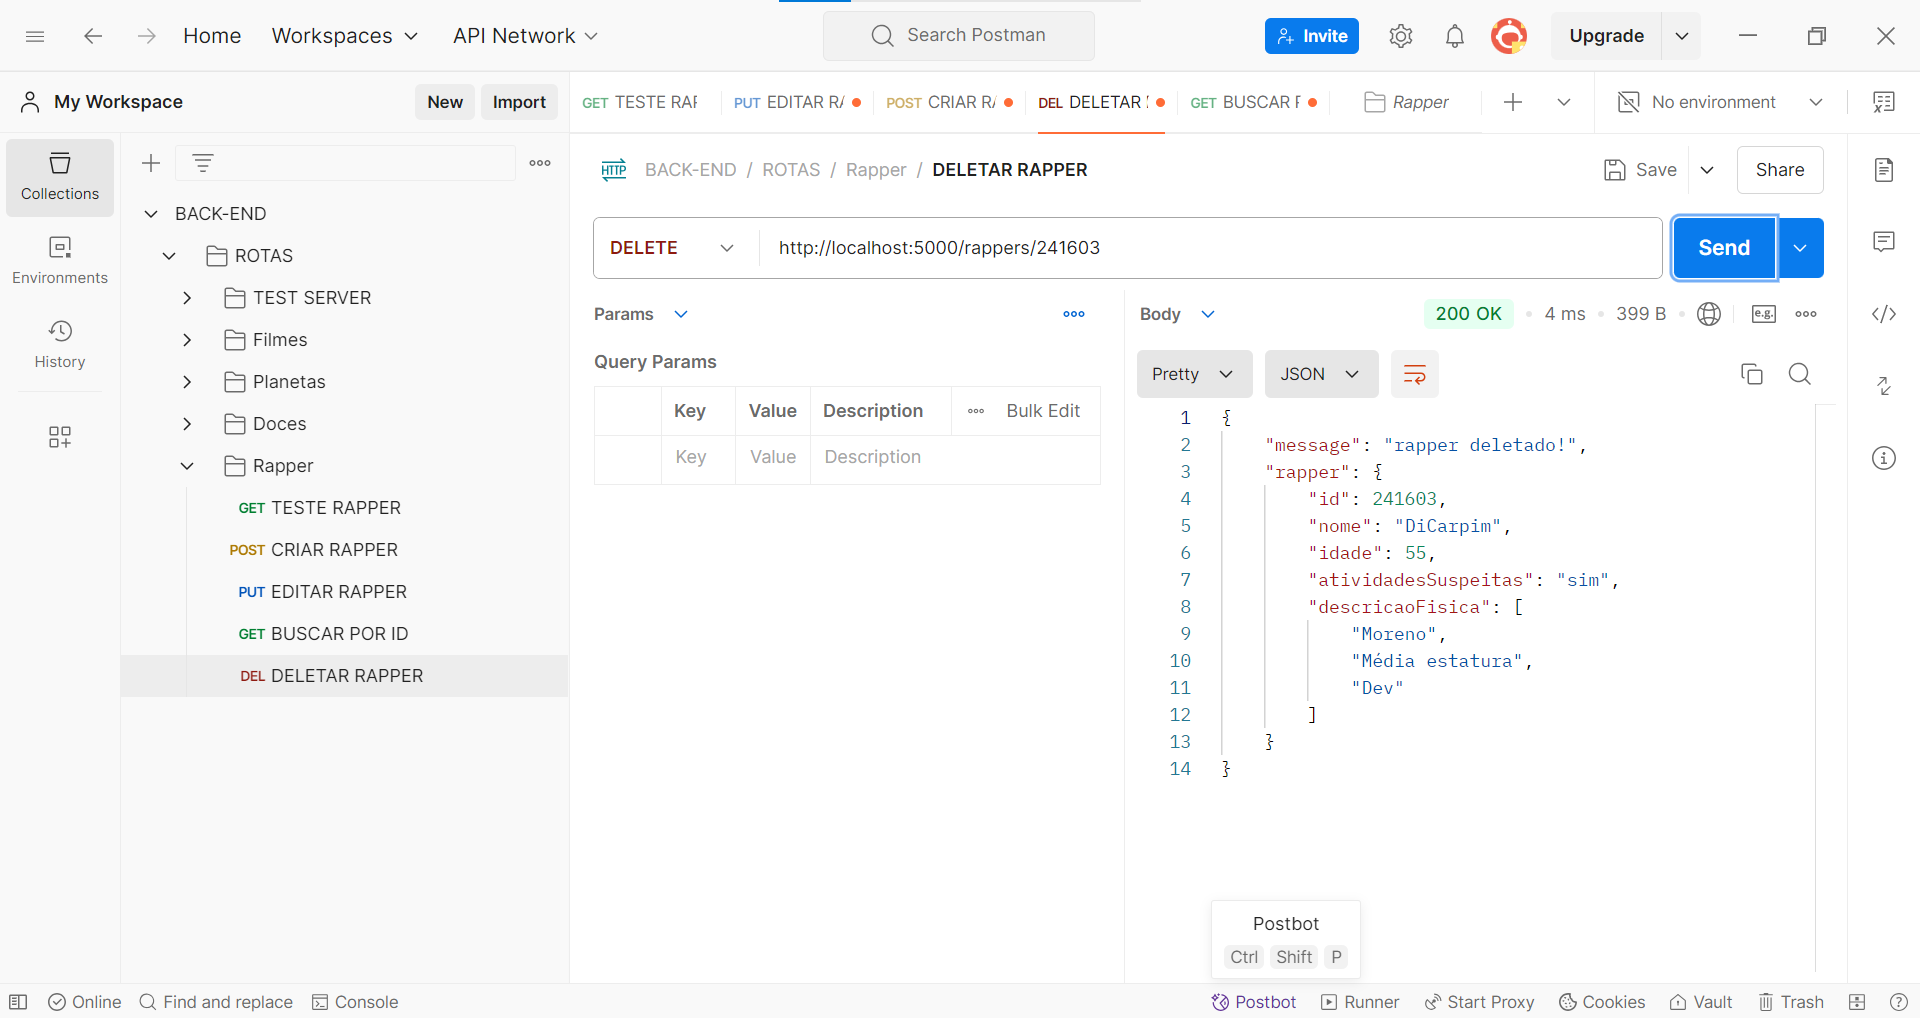 Home Workspaces API Network Search Postman Invite Upgrade
My Workspace New Import
GET TESTE RAP PUT EDITAR RA POST CRIAR RA DEL DELETAR GET BUSCAR Rapper No environment
Collections
Environments
History
BACK-END
ROTAS
TEST SERVER
Filmes
Planetas
Doces
Rapper
GET TESTE RAPPER
POST CRIAR RAPPER
PUT EDITAR RAPPER
GET BUSCAR POR ID
DEL DELETAR RAPPER
HTTP BACK-END / ROTAS / Rapper / DELETAR RAPPER Save Share
DELETE http://localhost:5000/rappers/241603 Send
Params
Query Params
Key Value Description Bulk Edit
Key Value Description
Body 200 OK 4 ms 399 B e.g.
Pretty JSON
1 {
2 "message": "rapper deletado!",
3 "rapper": {
4 "id": 241603,
5 "nome": "DiCarpim",
6 "idade": 55,
7 "atividadesSuspeitas": "sim",
8 "descricaoFisica": [
9 "Moreno",
10 "Média estatura",
11 "Dev"
12 ]
13 }
14 }
Postbot
Ctrl Shift P
Online Find and replace Console Postbot Runner Start Proxy Cookies Vault Trash